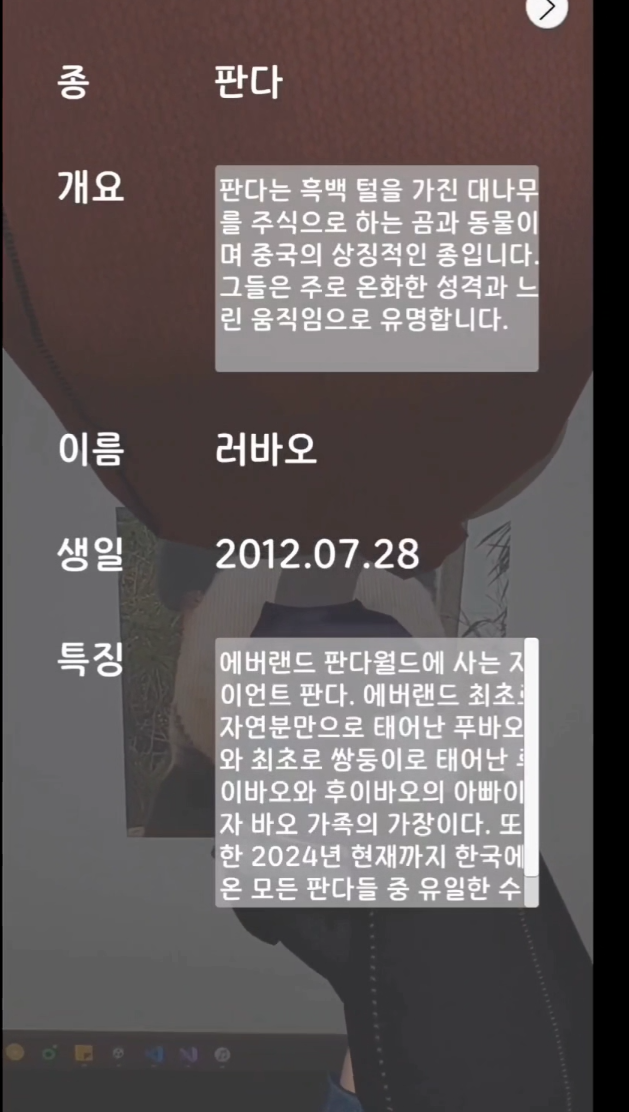 종 판다
개요
판다는 흑백 털을 가진 대나무
를 주식으로 하는 곰과 동물이
며 중국의 상징적인 종입니다.
그들은 주로 온화한 성격과 느
린 움직임으로 유명합니다.
이름 러바오
생일 2012.07.28
특징
에버랜드 판다월드에 사는 자
이언트 판다. 에버랜드 최초
자연분만으로 태어난 푸바오
와 최초로 쌍둥이로 태어난
이바오와 후이바오의 아빠이
자 바오 가족의 가장이다. 또
한 2024년 현재까지 한국에
온 모든 판다들 중 유일한 수